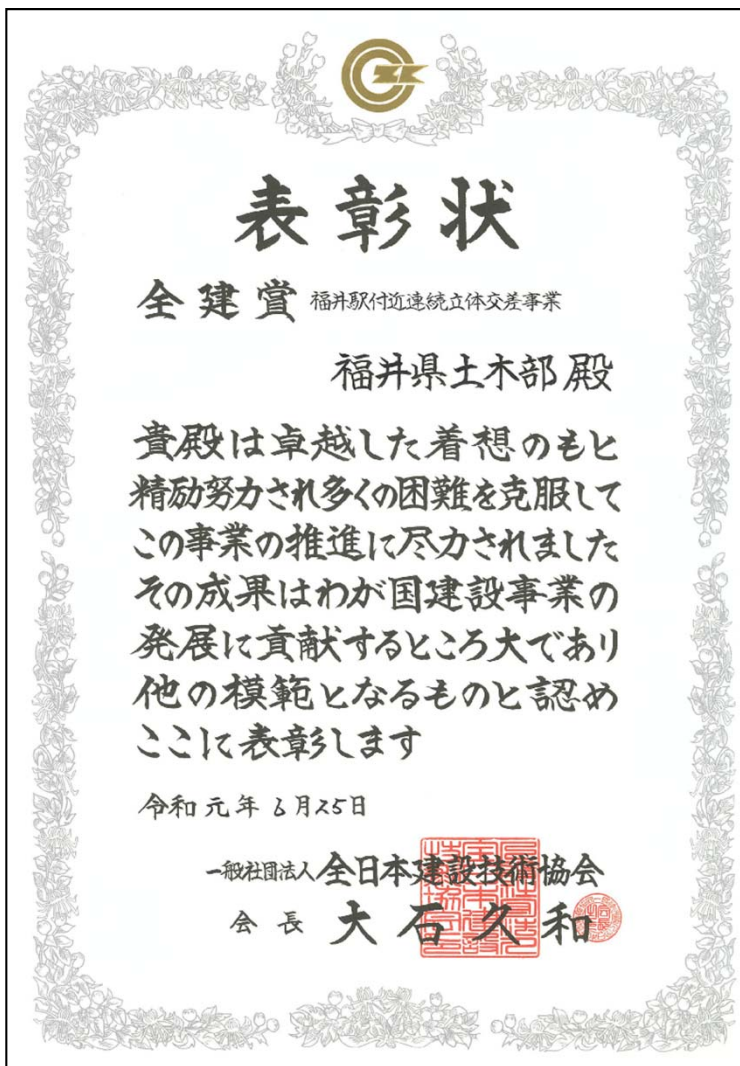 表彰状
全建賞 福井駅付近連続立体交差事業
福井県土木部殿
貴殿は卓越した着想のもと
精励努力され多くの困難を克服して
この事業の推進に尽力されました
その成果はわが国建設事業の
発展に貢献するところ大であり
他の模範となるものと認め
ここに表彰します
令和元年6月25日
一般社団法人全日本建設技術協会
会長 大石久和